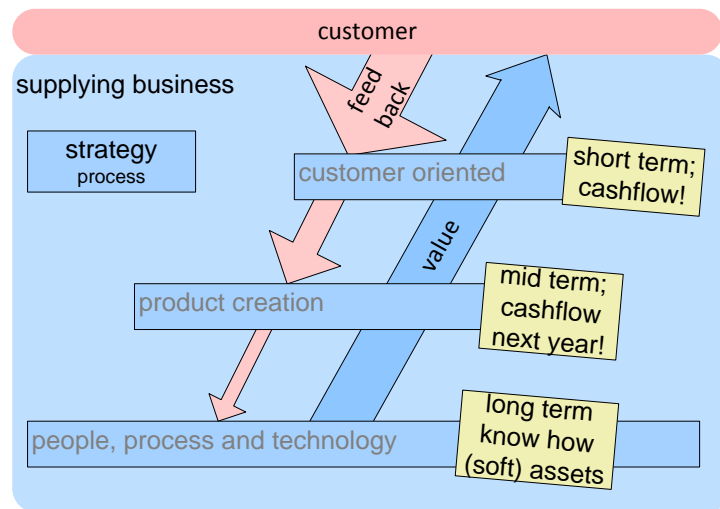 customer
supplying business
feed
back
strategy
process
customer oriented
short term;
cashflow!
value
product creation
mid term;
cashflow
next year!
people, process and technology
long term
know how
(soft) assets